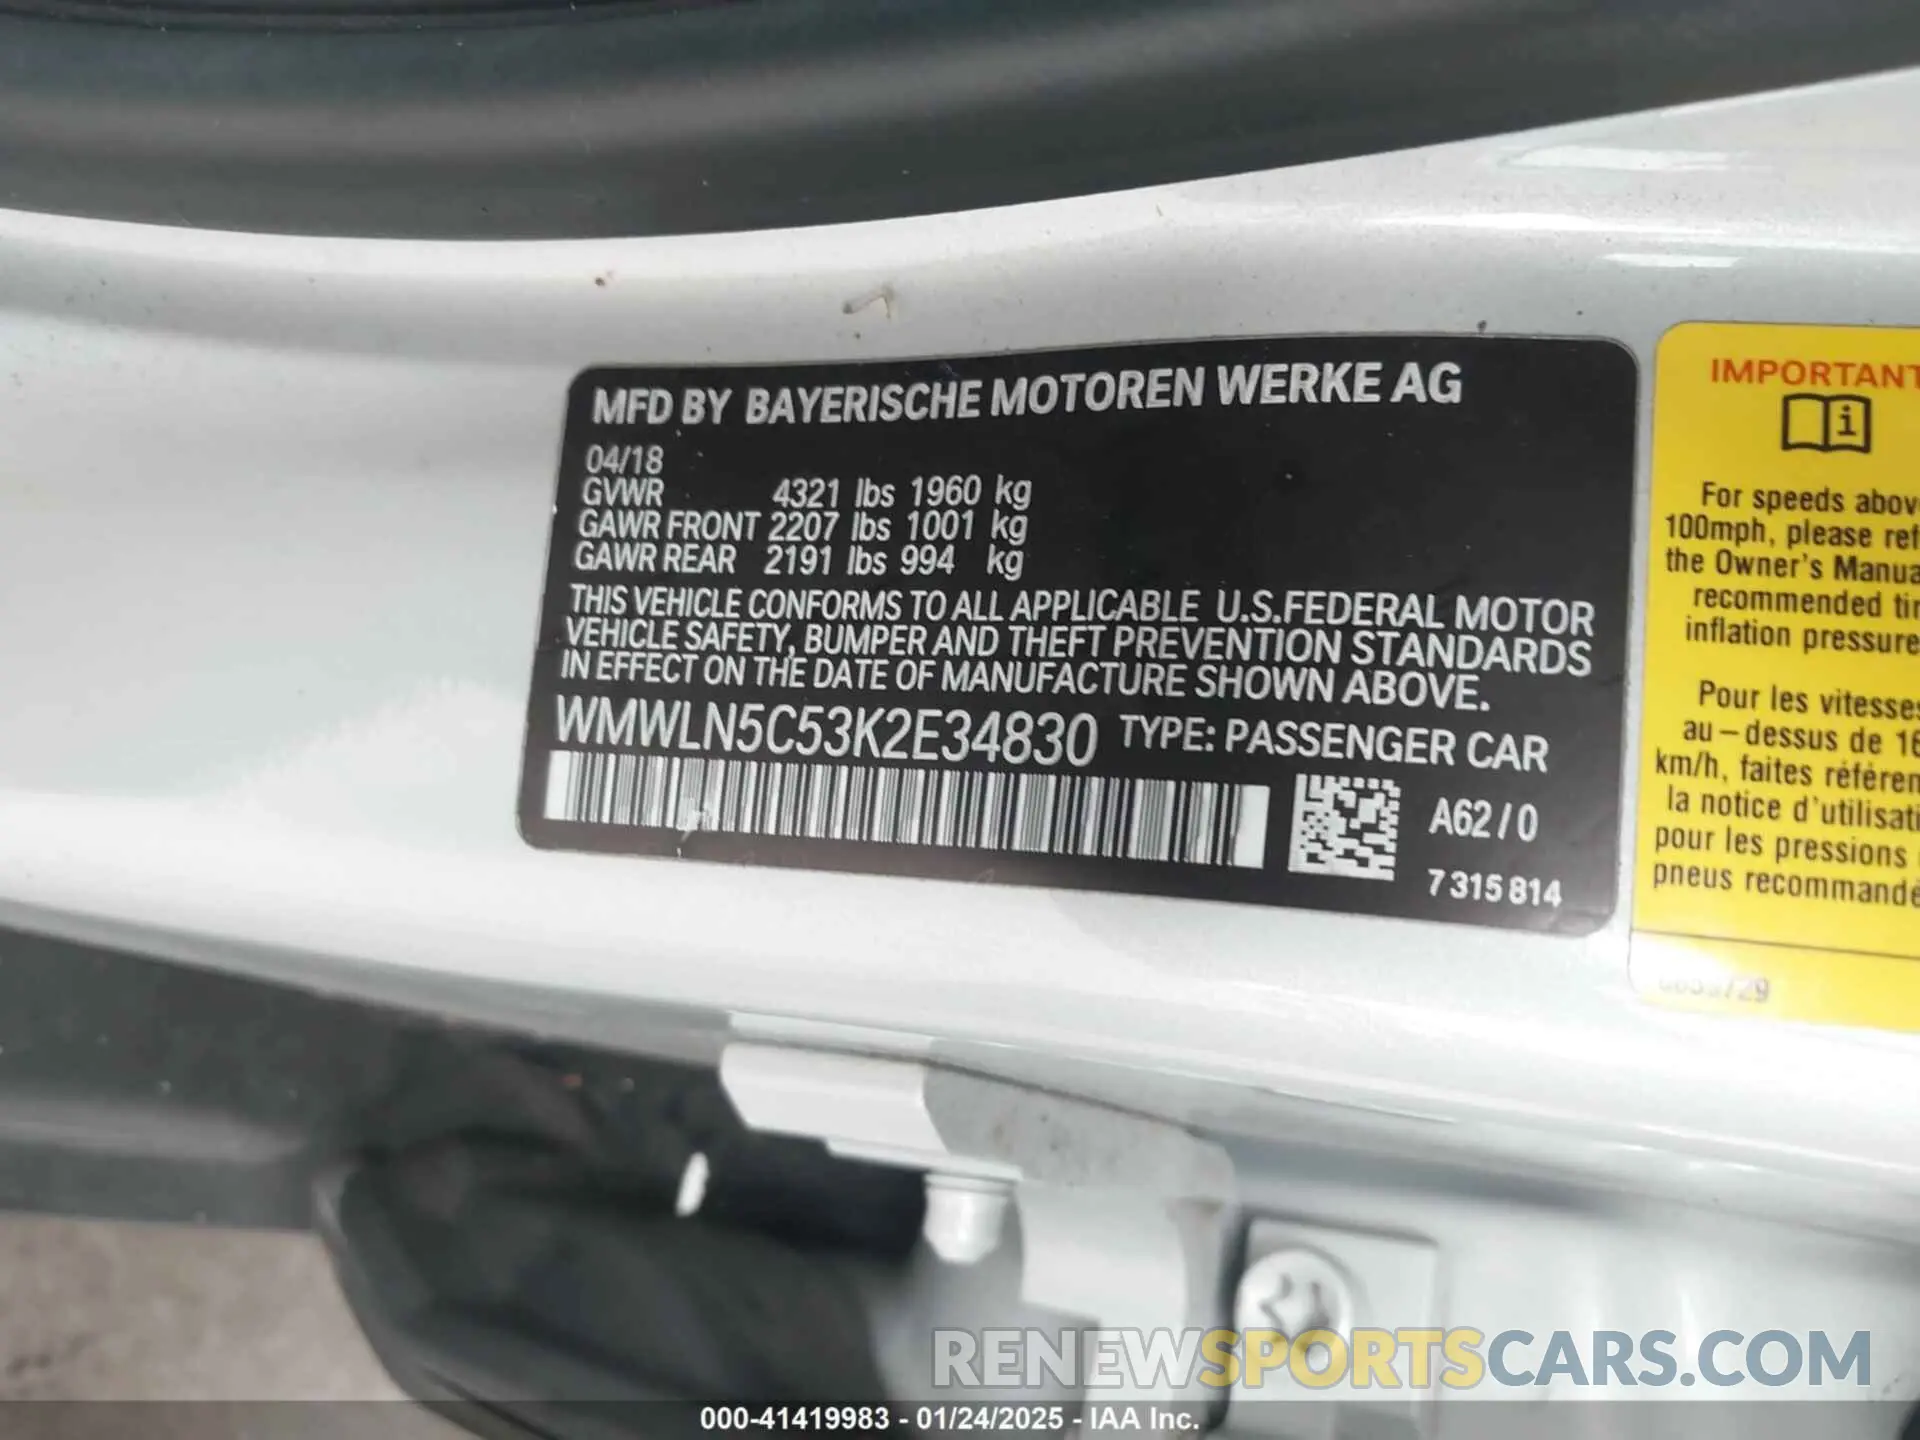 MFD BY BAYERISCHE MOTOREN WERKE AG
04/18
GVWR 4321 lbs 1960 kg
GAWR FRONT 2207 lbs 1001 kg
GAWR REAR 2191 lbs 994 kg
THIS VEHICLE CONFORMS TO ALL APPLICABLE U.S.FEDERAL MOTOR
VEHICLE SAFETY, BUMPER AND THEFT PREVENTION STANDARDS
IN EFFECT ON THE DATE OF MANUFACTURE SHOWN ABOVE.
WMWLN5C53K2E34830 TYPE: PASSENGER CAR
A62/0
7 315 814
IMPORTANT
i
For speeds abov
100mph, please ref
the Owner's Manua
recommended tir
inflation pressure
Pour les vitesses
au-dessus de 16
km/h, faites référen
la notice d'utilisati
pour les pressions
pneus recommandé
RENEWSPORTSCARS.COM
000-41419983 - 01/24/2025 - IAA Inc.